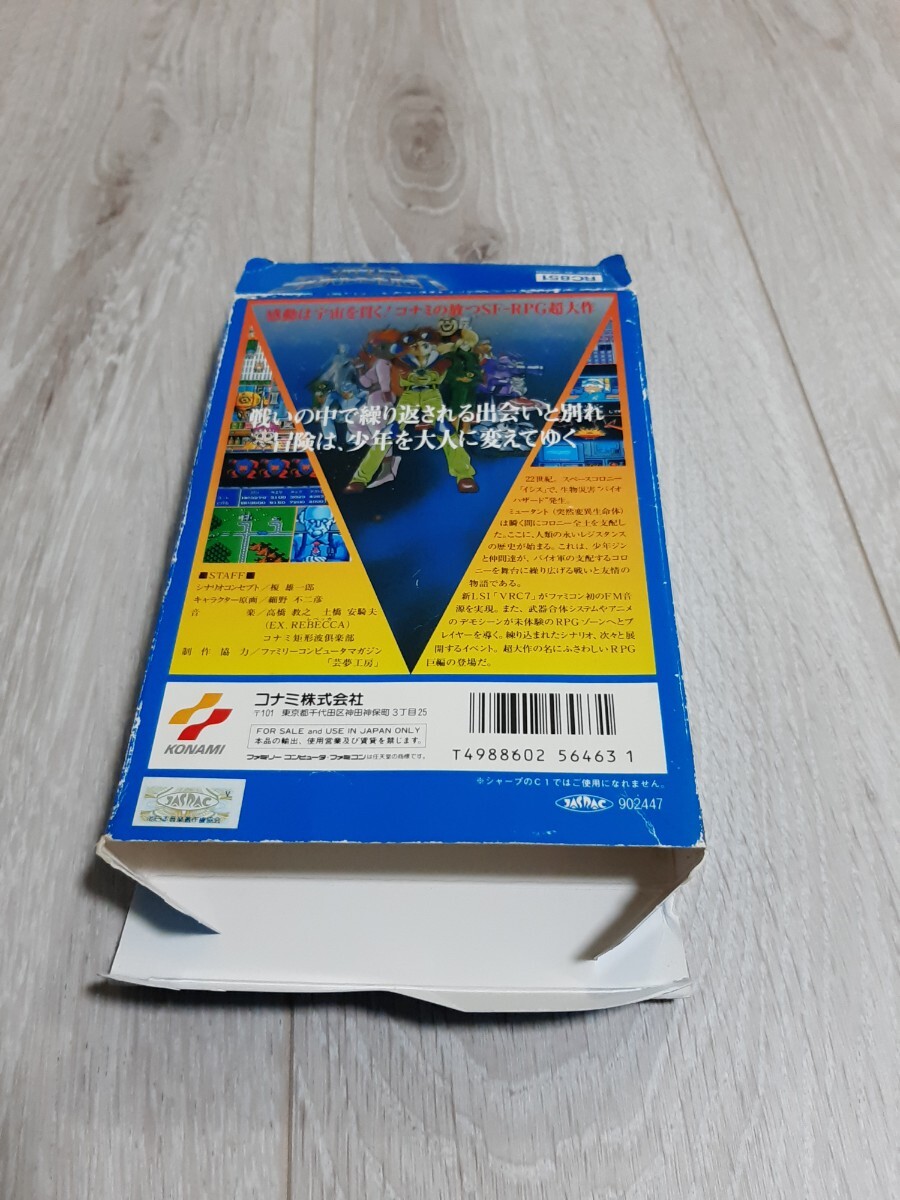 RC851
感動は宇宙を貫く!コナミの放つSF-RPG超大作
戦いの中で繰り返される出会いと別れ
冒険は、少年を大人に変えてゆく
22世紀。スペースコロニー
「イシス」で、生物災害“バイオ
ハザード”発生。
ミュータント(突然変異生命体)
は瞬く間にコロニー全土を支配し
た。ここに、人類の永いレジスタンス
の歴史が始まる。これは、少年ジン
と仲間達が、バイオ軍の支配するコロ
ニーを舞台に繰り広げる戦いと友情の
物語である。
新LSI「VRC7」がファミコン初のFM音
源を実現。また、武器合体システムやアニメ
のデモシーンが未体験のRPGゾーンへとプ
レイヤーを導く。練り込まれたシナリオ、次々と展
開するイベント。超大作の名にふさわしいRPG
巨編の登場だ。
■STAFF■
シナリオコンセプト/榎 雄一郎
キャラクター原画/細野 不二彦
音 楽/高橋 教之 土橋 安騎夫
レベッカ
(EX. REBECCA)
コナミ矩形波倶楽部
制作協力/ファミリーコンピュータマガジン
「芸夢工房」
KONAMI
コナミ株式会社
〒101 東京都千代田区神田神保町3丁目25
FOR SALE and USE IN JAPAN ONLY
本品の輸出、使用営業及び賃貸を禁じます。
ファミリーコンピュータ・ファミコンは任天堂の商標です。
T4988602 56463 1
※シャープのC1ではご使用になれません。
JASRAC 902447
JASRAC
V